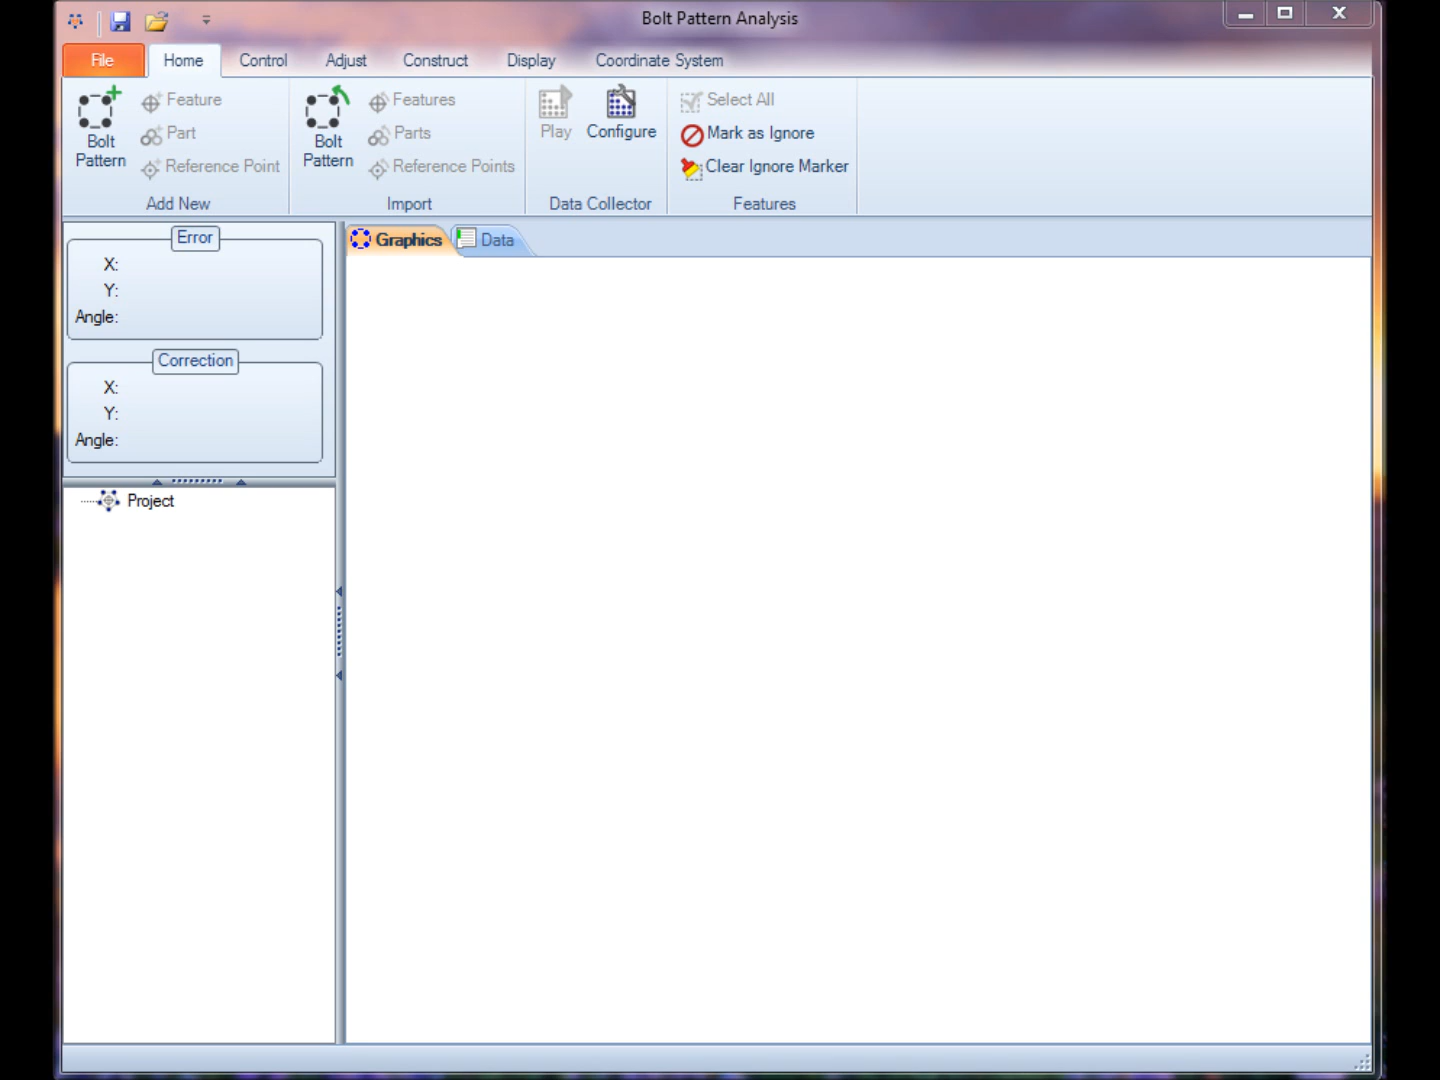 Bolt Pattern Analysis
File Home Control Adjust Construct Display Coordinate System
Bolt Pattern
Feature
Part
Reference Point
Add New
Bolt Pattern
Features
Parts
Reference Points
Import
Play
Configure
Data Collector
Select All
Mark as Ignore
Clear Ignore Marker
Features
Error
X:
Y:
Angle:
Correction
X:
Y:
Angle:
Project
Graphics
Data